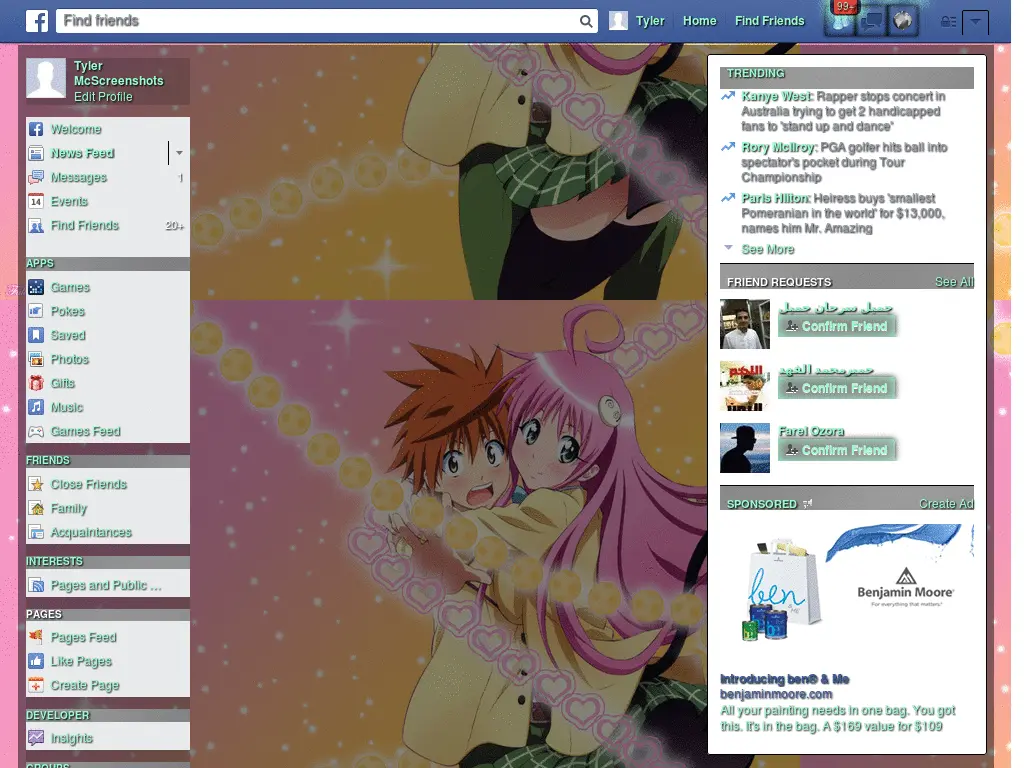 Find friends
Tyler
Home
Find Friends
99+
Tyler
McScreenshots
Edit Profile
Welcome
News Feed
Messages 1
14 Events
Find Friends 20+
APPS
Games
Pokes
Saved
Photos
Gifts
Music
Games Feed
FRIENDS
Close Friends
Family
Acquaintances
INTERESTS
Pages and Public ...
PAGES
Pages Feed
Like Pages
Create Page
DEVELOPER
Insights
GROUPS
TRENDING
Kanye West: Rapper stops concert in
Australia trying to get 2 handicapped
fans to 'stand up and dance'
Rory McIlroy: PGA golfer hits ball into
spectator's pocket during Tour
Championship
Paris Hilton: Heiress buys 'smallest
Pomeranian in the world' for $13,000,
names him Mr. Amazing
See More
FRIEND REQUESTS See All
جميل سرحان جميل
Confirm Friend
Confirm Friend
Farel Ozora
Confirm Friend
SPONSORED Create Ad
ben
& ME
Benjamin Moore®
For everything that matters.®
Introducing ben® & Me
benjaminmoore.com
All your painting needs in one bag. You got
this. It's in the bag. A $169 value for $109